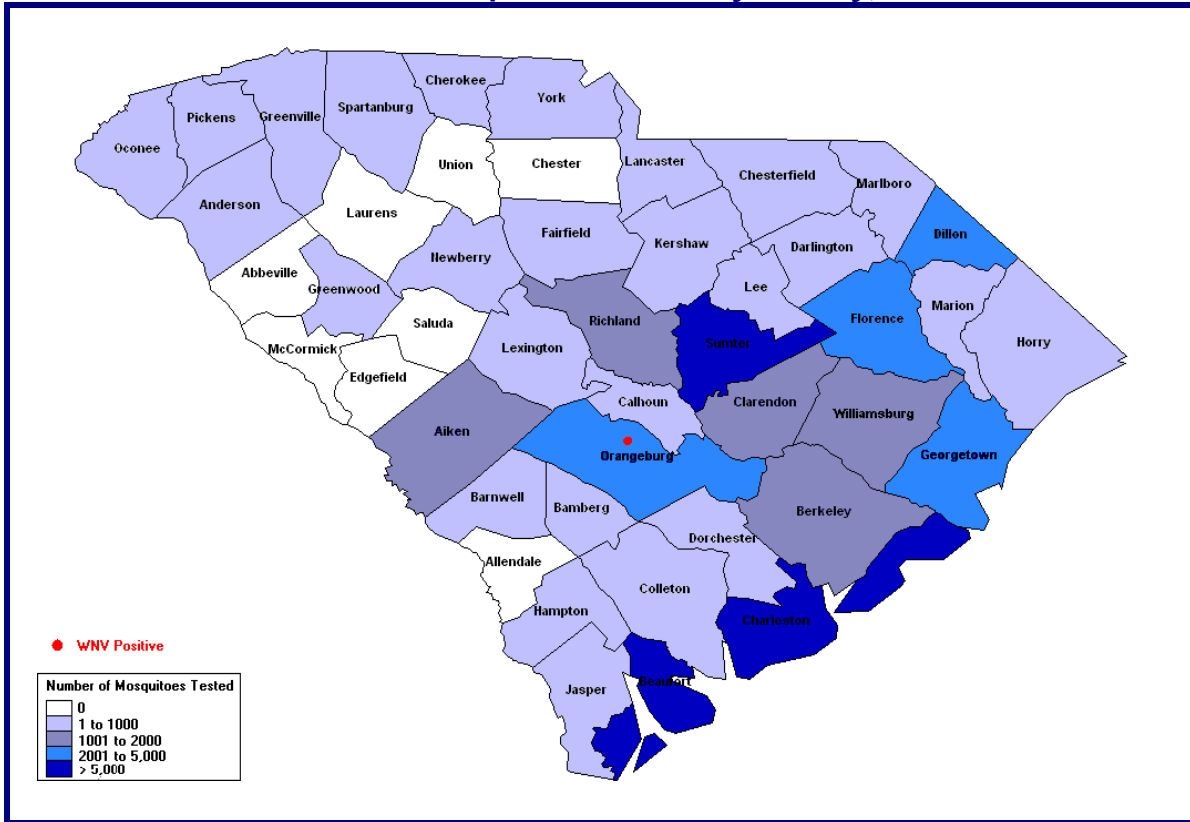 Cherokee
York
Spartanburg
Greenville
Pickens
Oconee
Union
Chester
Lancaster
Chesterfield
Marlboro
Anderson
Laurens
Fairfield
Kershaw
Darlington
Dillon
Newberry
Abbeville
Greenwood
Lee
Marion
Saluda
Richland
Florence
Horry
McCormick
Lexington
Sumter
Edgefield
Calhoun
Clarendon
Williamsburg
Aiken
Orangeburg
Georgetown
Barnwell
Bamberg
Berkeley
Dorchester
Allendale
Colleton
Hampton
Charleston
Jasper
Beaufort
WNV Positive
Number of Mosquitoes Tested
0
1 to 1000
1001 to 2000
2001 to 5,000
> 5,000